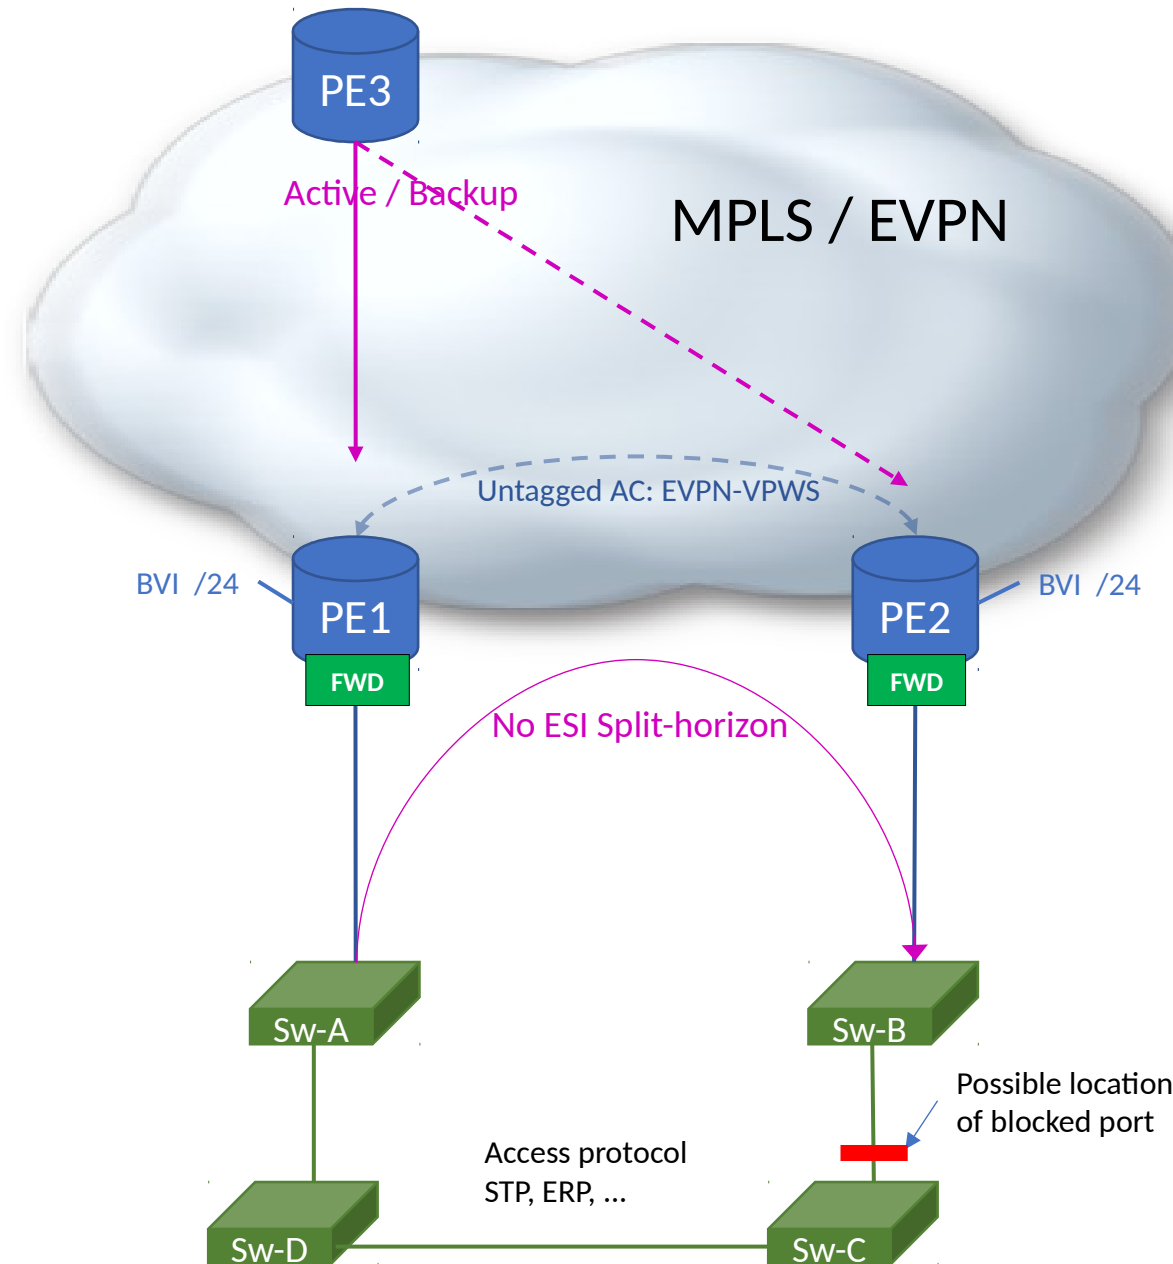 PE3
Active / Backup
MPLS / EVPN
Untagged AC: EVPN-VPWS
BVI  /24
PE1
PE2
BVI  /24
FWD
FWD
No ESI Split-horizon
Sw-A
Sw-B
Possible location
of blocked port
Access protocol
STP, ERP, ...
Sw-D
Sw-C